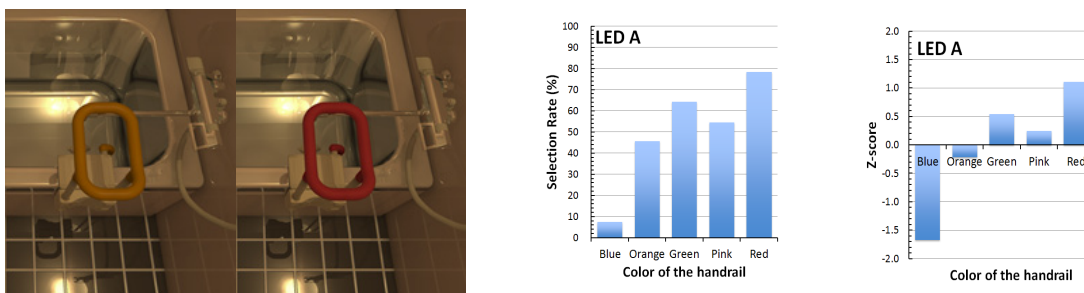 LED A
Selection Rate (%)
100
90
80
70
60
50
40
30
20
10
0
Blue Orange Green Pink Red
Color of the handrail
LED A
Z-score
2.0
1.5
1.0
0.5
0.0
-0.5
-1.0
-1.5
-2.0
Blue Orange Green Pink Red
Color of the handrail